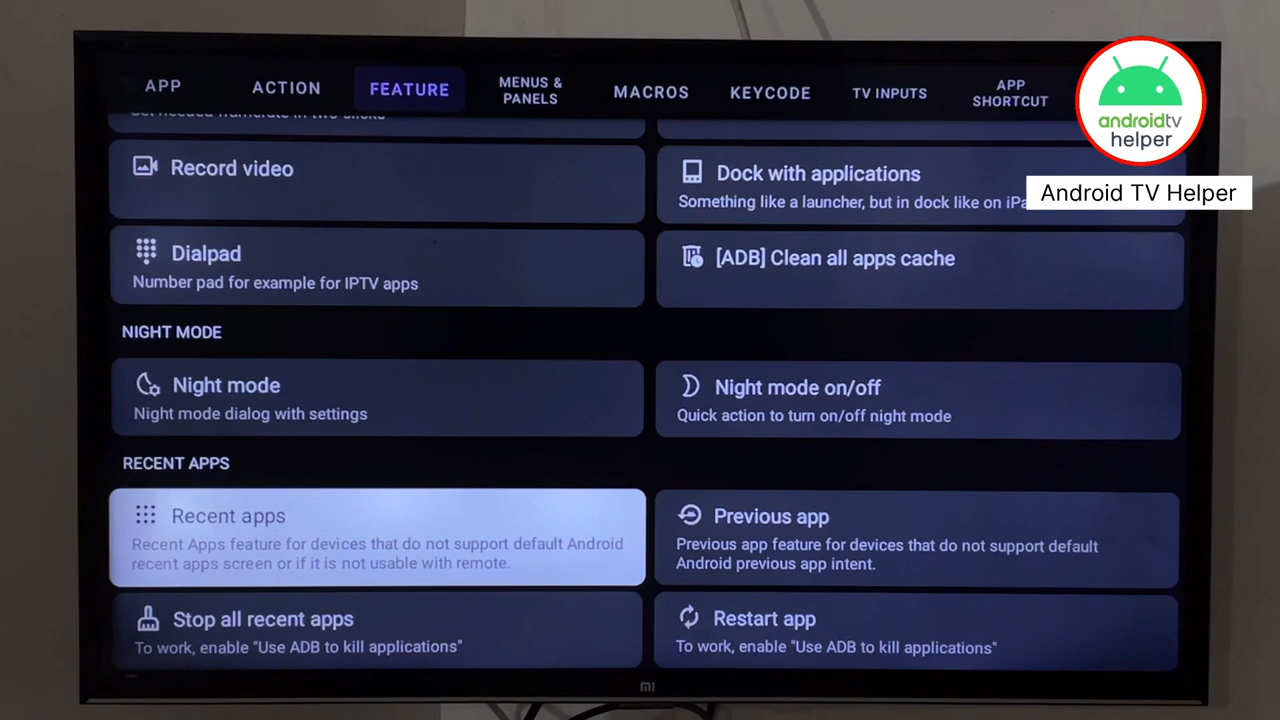 APP
ACTION
FEATURE
MENUS &
PANELS
MACROS
KEYCODE
TV INPUTS
APP
SHORTCUT
androidtv
helper
Android TV Helper
Record video
Dock with applications
Something like a launcher, but in dock like on
Dialpad
Number pad for example for IPTV apps
[ADB] Clean all apps cache
NIGHT MODE
Night mode
Night mode dialog with settings
Night mode on/off
Quick action to turn on/off night mode
RECENT APPS
Recent apps
Recent Apps feature for devices that do not support default Android
recent apps screen or if it is not usable with remote.
Previous app
Previous app feature for devices that do not support default
Android previous app intent.
Stop all recent apps
To work, enable "Use ADB to kill applications"
Restart app
To work, enable "Use ADB to kill applications"
mi